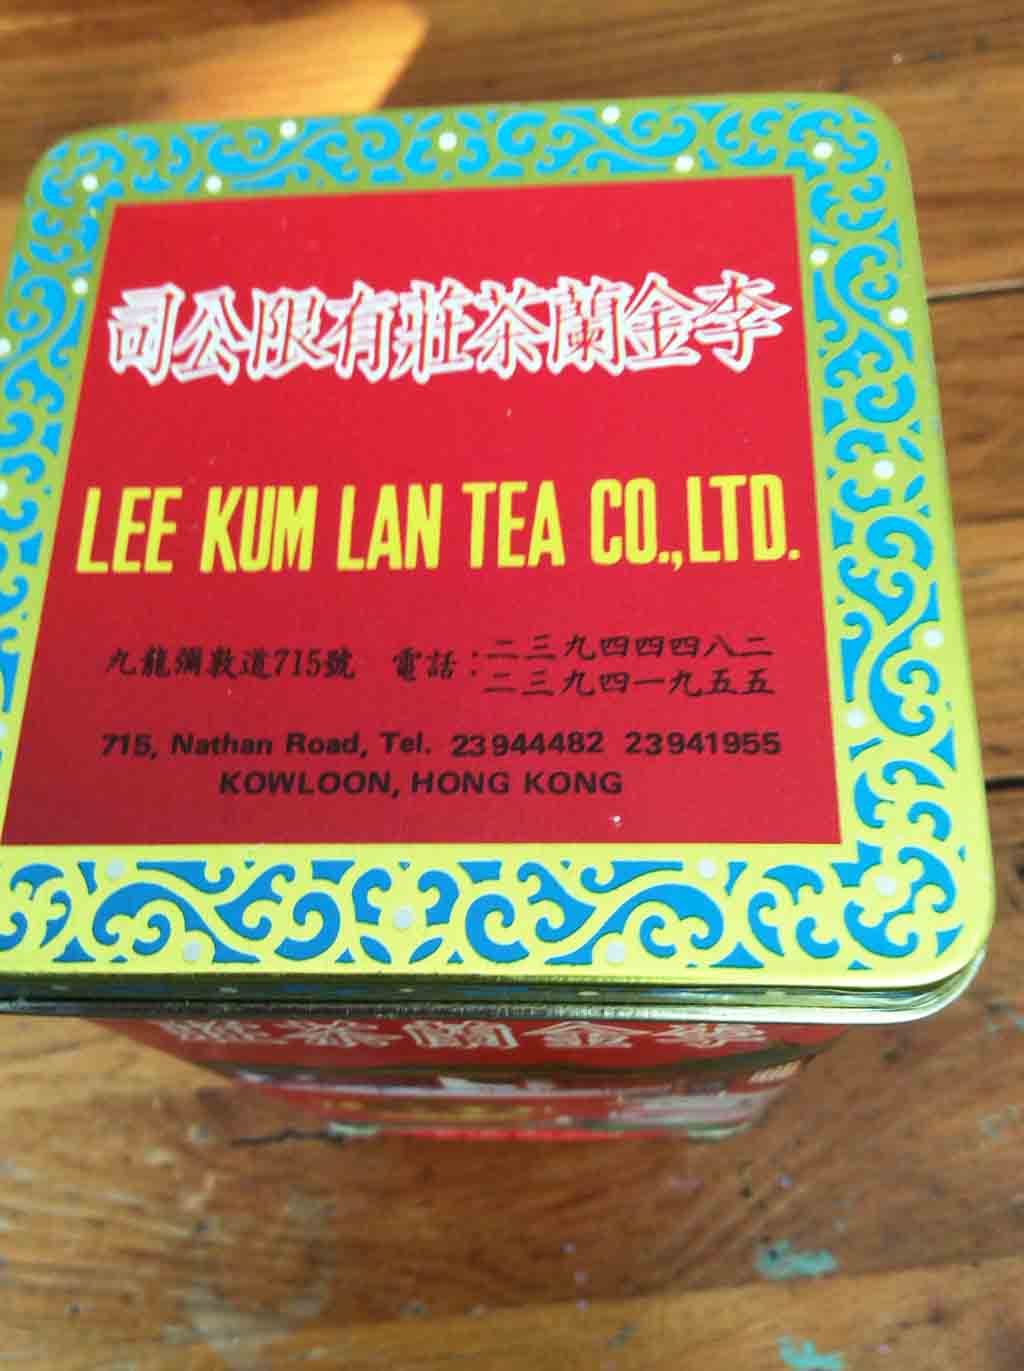 李金蘭茶莊有限公司
LEE KUM LAN TEA CO.,LTD.
九龍彌敦道715號 電話：二三九四四四八二
二三九四一九五五
715, Nathan Road, Tel. 23944482 23941955
KOWLOON, HONG KONG
李金蘭茶莊